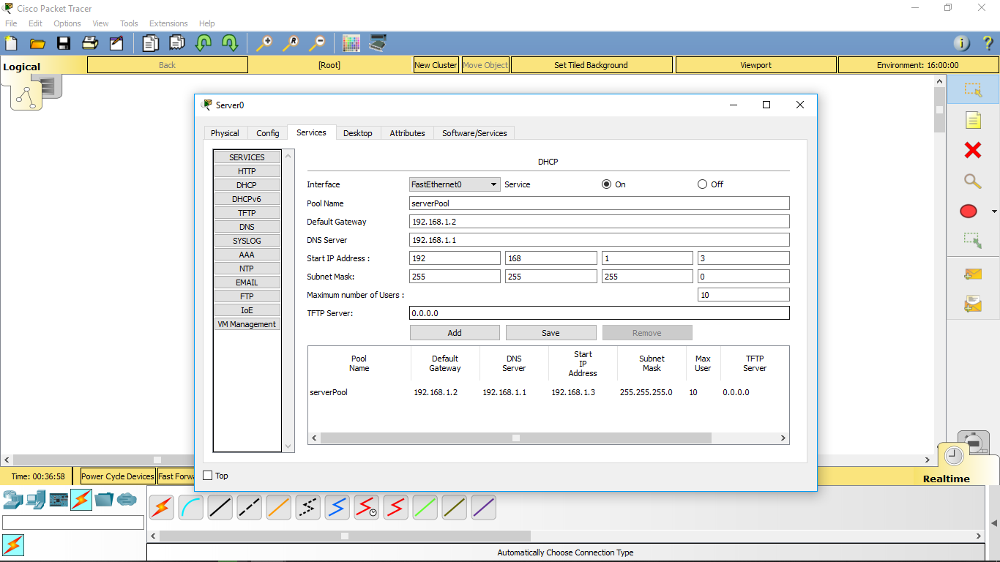 Cisco Packet Tracer
File Edit Options View Tools Extensions Help
Logical Back [Root] New Cluster Move Object Set Tiled Background Viewport Environment: 16:00:00
Server0
Physical Config Services Desktop Attributes Software/Services
SERVICES
HTTP
DHCP
DHCPv6
TFTP
DNS
SYSLOG
AAA
NTP
EMAIL
FTP
IoE
VM Management
DHCP
Interface FastEthernet0 Service On Off
Pool Name serverPool
Default Gateway 192.168.1.2
DNS Server 192.168.1.1
Start IP Address : 192 168 1 3
Subnet Mask: 255 255 255 0
Maximum number of Users : 10
TFTP Server: 0.0.0.0
Add Save Remove
Pool Name Default Gateway DNS Server Start IP Address Subnet Mask Max User TFTP Server
serverPool 192.168.1.2 192.168.1.1 192.168.1.3 255.255.255.0 10 0.0.0.0
Top
Time: 00:36:58 Power Cycle Devices Fast Forwa
Realtime
Automatically Choose Connection Type